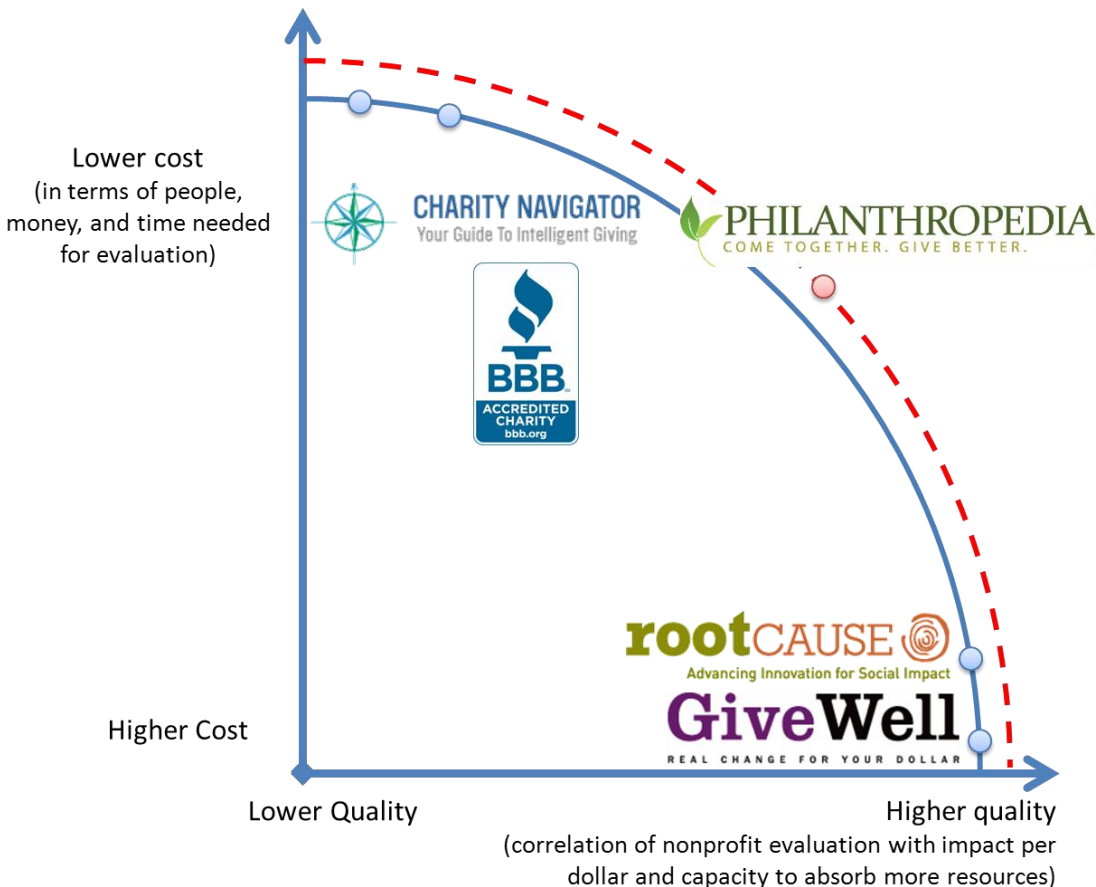 Lower cost
(in terms of people,
money, and time needed
for evaluation)
CHARITY NAVIGATOR
Your Guide To Intelligent Giving
PHILANTHROPEDIA
COME TOGETHER. GIVE BETTER.
BBB
ACCREDITED
CHARITY
bbb.org
rootCAUSE
Advancing Innovation for Social Impact
GiveWell
REAL CHANGE FOR YOUR DOLLAR
Higher Cost
Lower Quality
Higher quality
(correlation of nonprofit evaluation with impact per
dollar and capacity to absorb more resources)